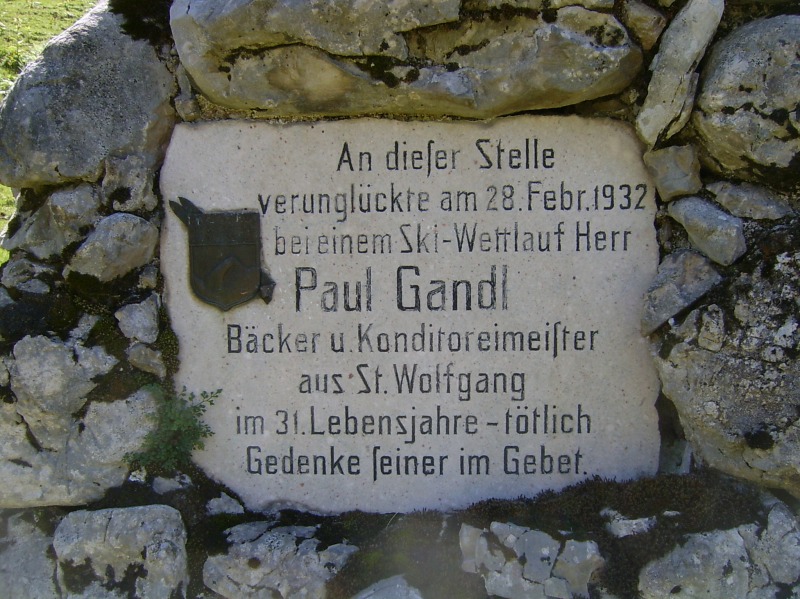 An dieſer Stelle
verunglückte am 28. Febr. 1932
bei einem Ski-Wettlauf Herr
Paul Gandl
Bäcker u. Konditoreimeiſter
aus St. Wolfgang
im 31. Lebensjahre – tötlich
Gedenke ſeiner im Gebet.